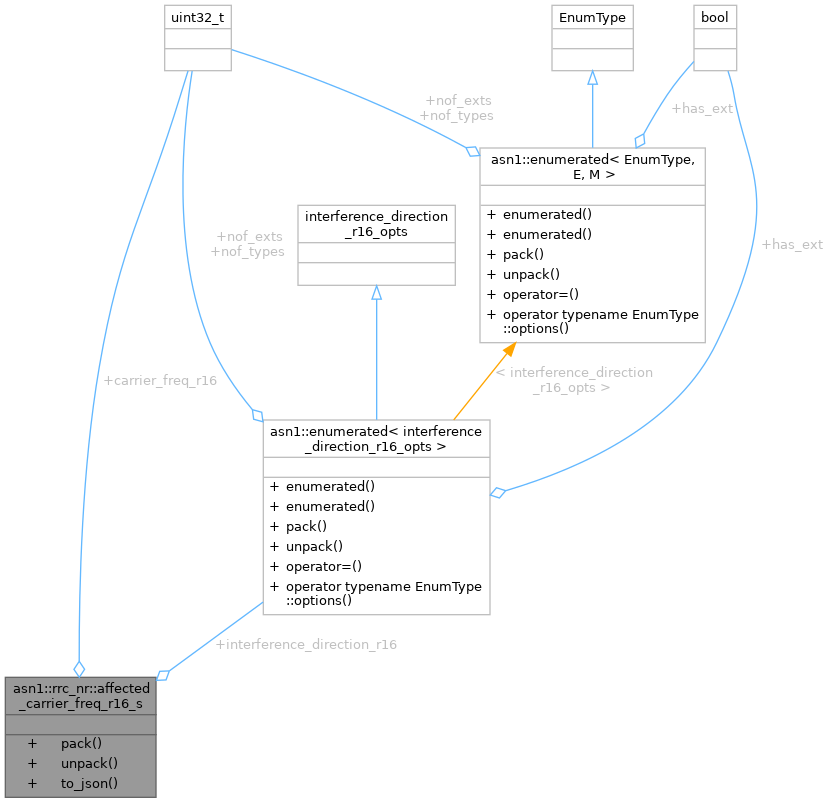 uint32_t
EnumType
bool
+nof_exts
+nof_types
+has_ext
asn1::enumerated< EnumType,
E, M >
+ enumerated()
+ enumerated()
+ pack()
+ unpack()
+ operator=()
+ operator typename EnumType
::options()
interference_direction
_r16_opts
+nof_exts
+nof_types
+has_ext
+carrier_freq_r16
< interference_direction
_r16_opts >
asn1::enumerated< interference
_direction_r16_opts >
+ enumerated()
+ enumerated()
+ pack()
+ unpack()
+ operator=()
+ operator typename EnumType
::options()
+interference_direction_r16
asn1::rrc_nr::affected
_carrier_freq_r16_s
+ pack()
+ unpack()
+ to_json()